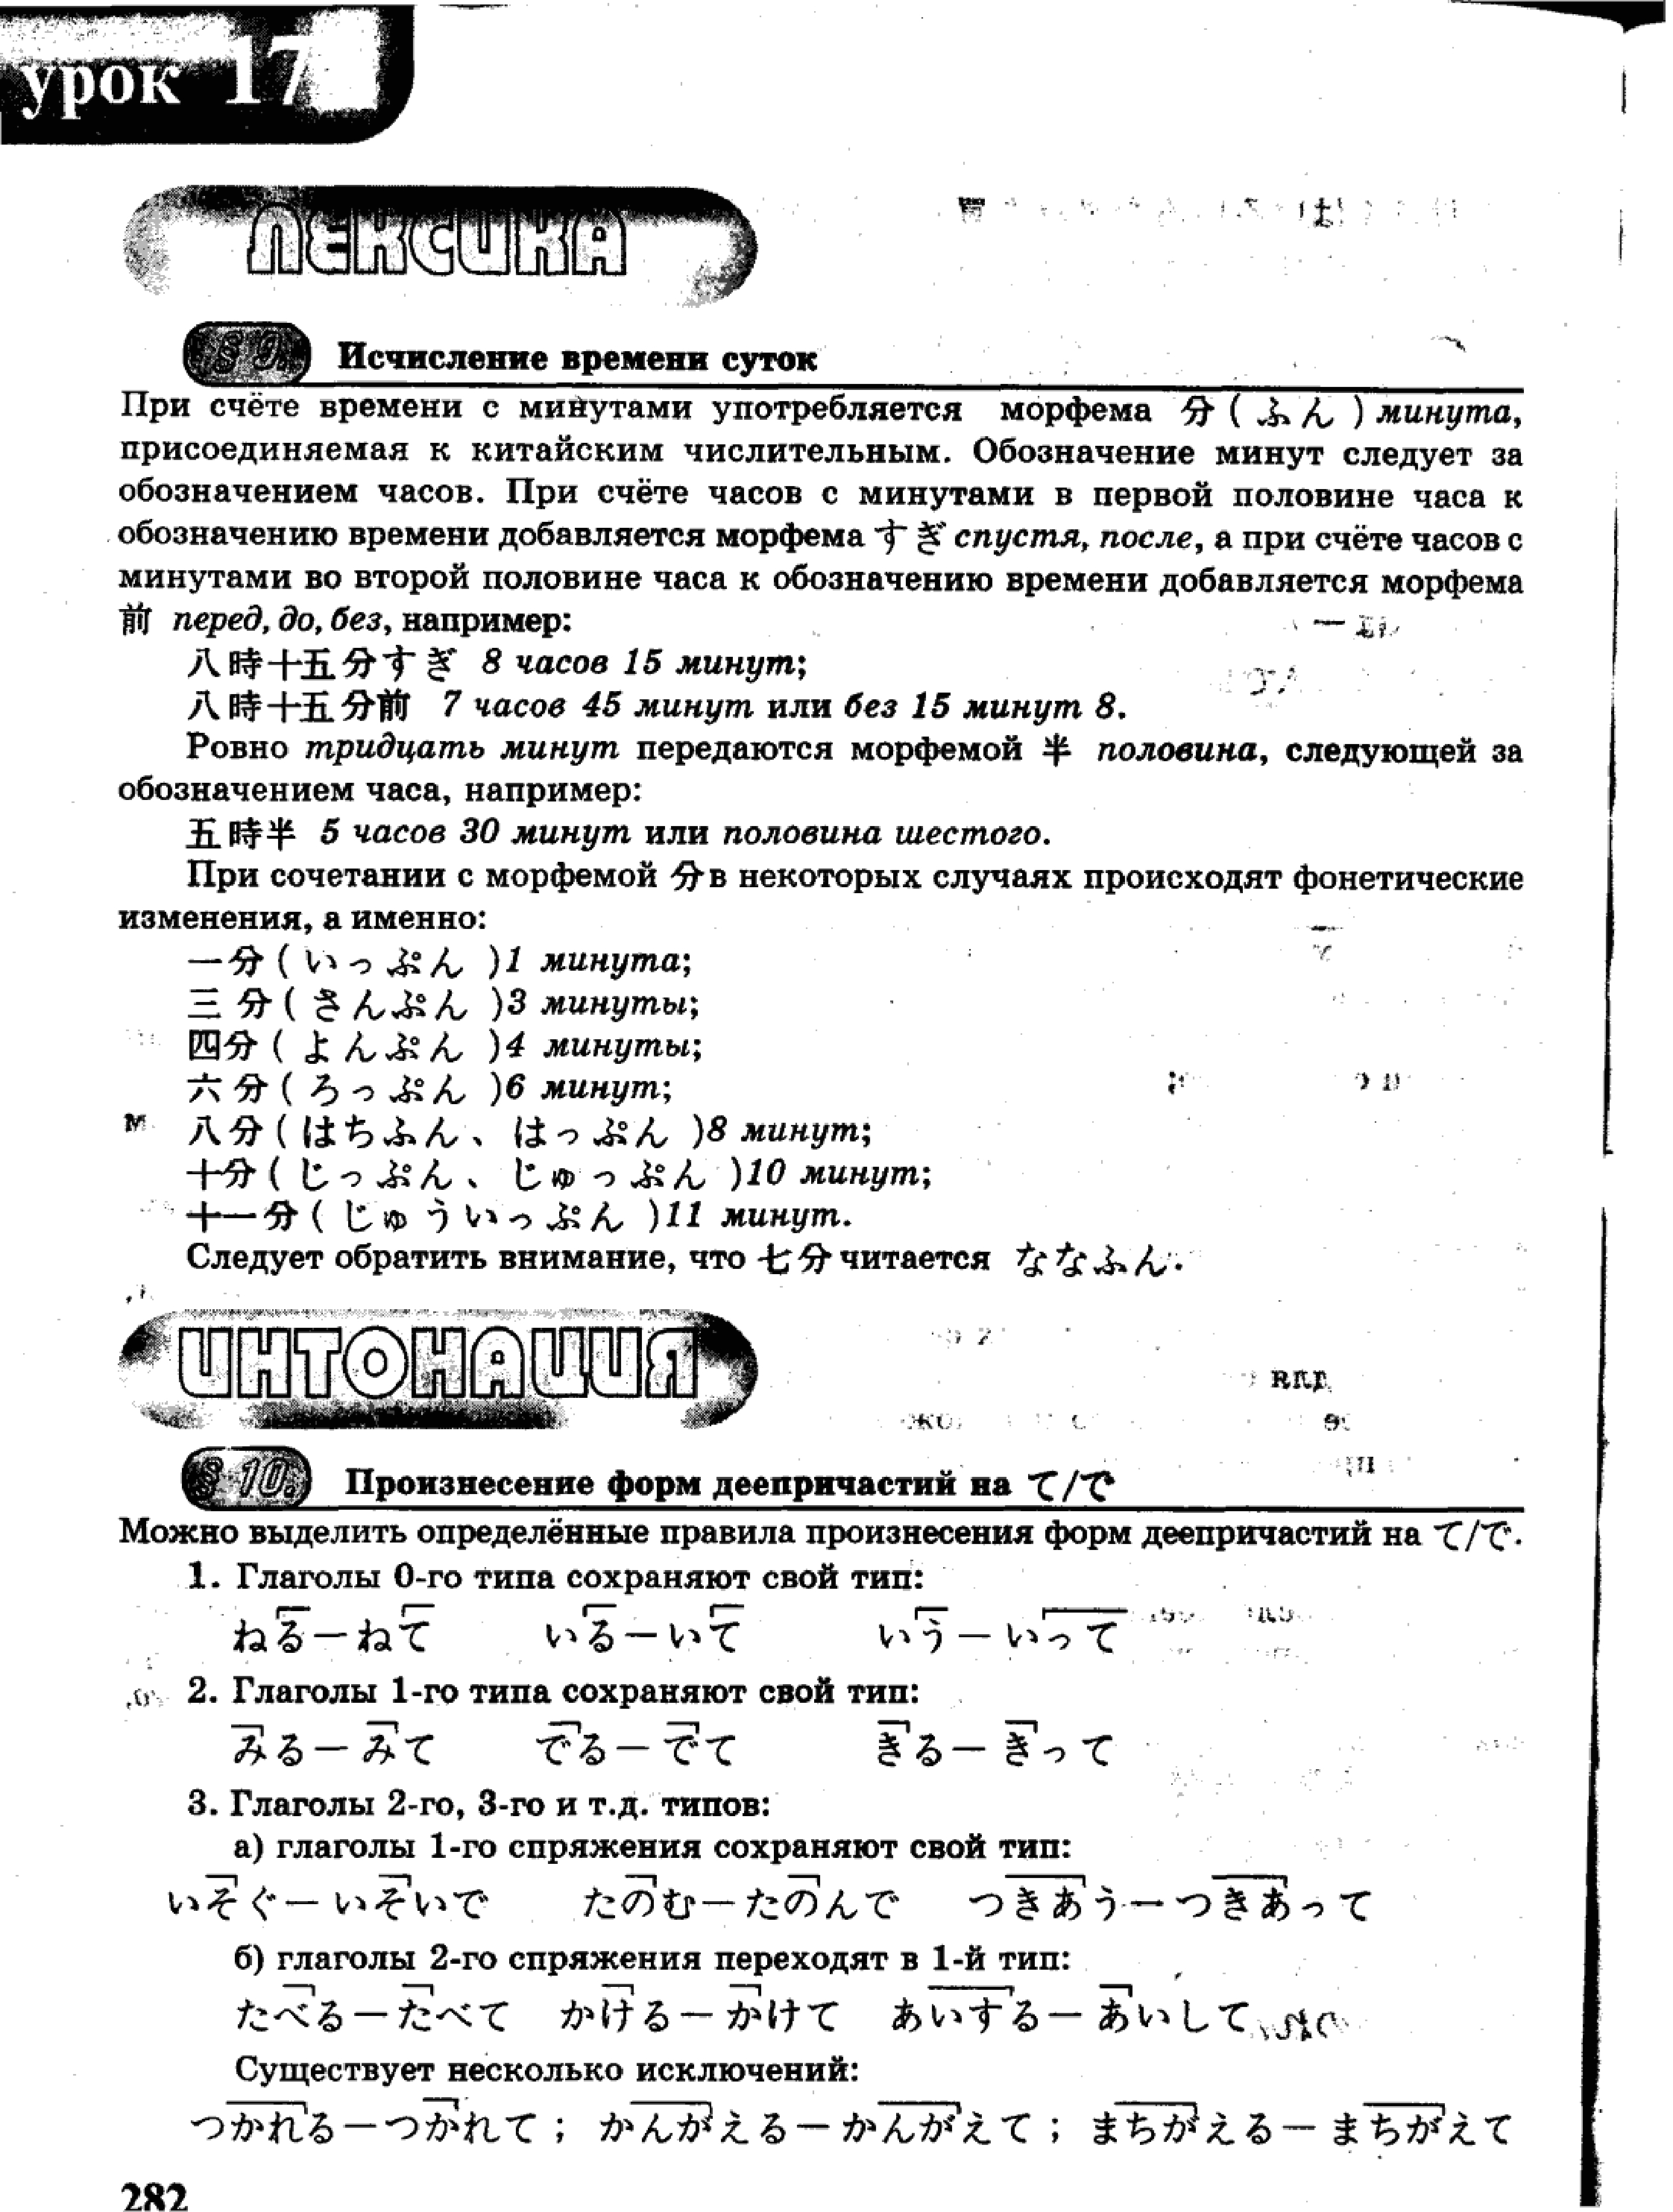 урок 17
ЛЕКСИКА
§ 9. Исчисление времени суток
При счёте времени с минутами употребляется морфема 分(ふん) минута,
присоединяемая к китайским числительным. Обозначение минут следует за
обозначением часов. При счёте часов с минутами в первой половине часа к
обозначению времени добавляется морфема すぎ спустя, после, а при счёте часов с
минутами во второй половине часа к обозначению времени добавляется морфема
前 перед, до, без, например:
八時十五分すぎ 8 часов 15 минут;
八時十五分前 7 часов 45 минут или без 15 минут 8.
Ровно тридцать минут передаются морфемой 半 половина, следующей за
обозначением часа, например:
五時半 5 часов 30 минут или половина шестого.
При сочетании с морфемой 分 в некоторых случаях происходят фонетические
изменения, а именно:
一分(いっぷん)1 минута;
三分(さんぷん)3 минуты;
四分(よんぷん)4 минуты;
六分(ろっぷん)6 минут;
八分(はちふん、はっぷん)8 минут;
十分(じっぷん、じゅっぷん)10 минут;
十一分(じゅういっぷん)11 минут.
Следует обратить внимание, что 七分 читается ななふん.
ИНТОНАЦИЯ
§ 10. Произнесение форм деепричастий на て/で
Можно выделить определённые правила произнесения форм деепричастий на て/で.
1. Глаголы 0-го типа сохраняют свой тип:
ねる—ねて いる—いて いう—いって
2. Глаголы 1-го типа сохраняют свой тип:
みる—みて でる—でて きる—きって
3. Глаголы 2-го, 3-го и т.д. типов:
а) глаголы 1-го спряжения сохраняют свой тип:
いそぐ—いそいで たのむ—たのんで つきあう—つきあって
б) глаголы 2-го спряжения переходят в 1-й тип:
たべる—たべて かける—かけて あいする—あいして
Существует несколько исключений:
つかれる—つかれて; かんがえる—かんがえて; まちがえる—まちがえて
282